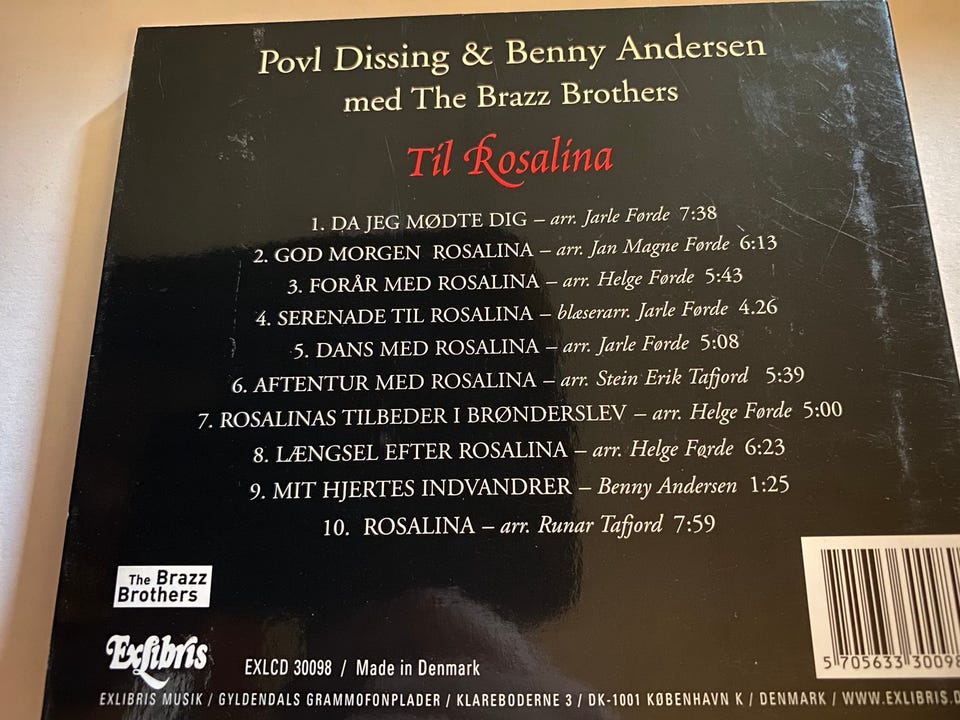 Povl Dissing & Benny Andersen
med The Brazz Brothers
Til Rosalina
1. DA JEG MØDTE DIG – arr. Jarle Førde 7:38
2. GOD MORGEN ROSALINA – arr. Jan Magne Førde 6:13
3. FORÅR MED ROSALINA – arr. Helge Førde 5:43
4. SERENADE TIL ROSALINA – blæserarr. Jarle Førde 4.26
5. DANS MED ROSALINA – arr. Jarle Førde 5:08
6. AFTENTUR MED ROSALINA – arr. Stein Erik Tafjord 5:39
7. ROSALINAS TILBEDER I BRØNDERSLEV – arr. Helge Førde 5:00
8. LÆNGSEL EFTER ROSALINA – arr. Helge Førde 6:23
9. MIT HJERTES INDVANDRER – Benny Andersen 1:25
10. ROSALINA – arr. Runar Tafjord 7:59
The Brazz
Brothers
Exlibris
EXLCD 30098 / Made in Denmark
5 705633 30098
EXLIBRIS MUSIK / GYLDENDALS GRAMMOFONPLADER / KLAREBODERNE 3 / DK-1001 KØBENHAVN K / DENMARK / WWW.EXLIBRIS.D